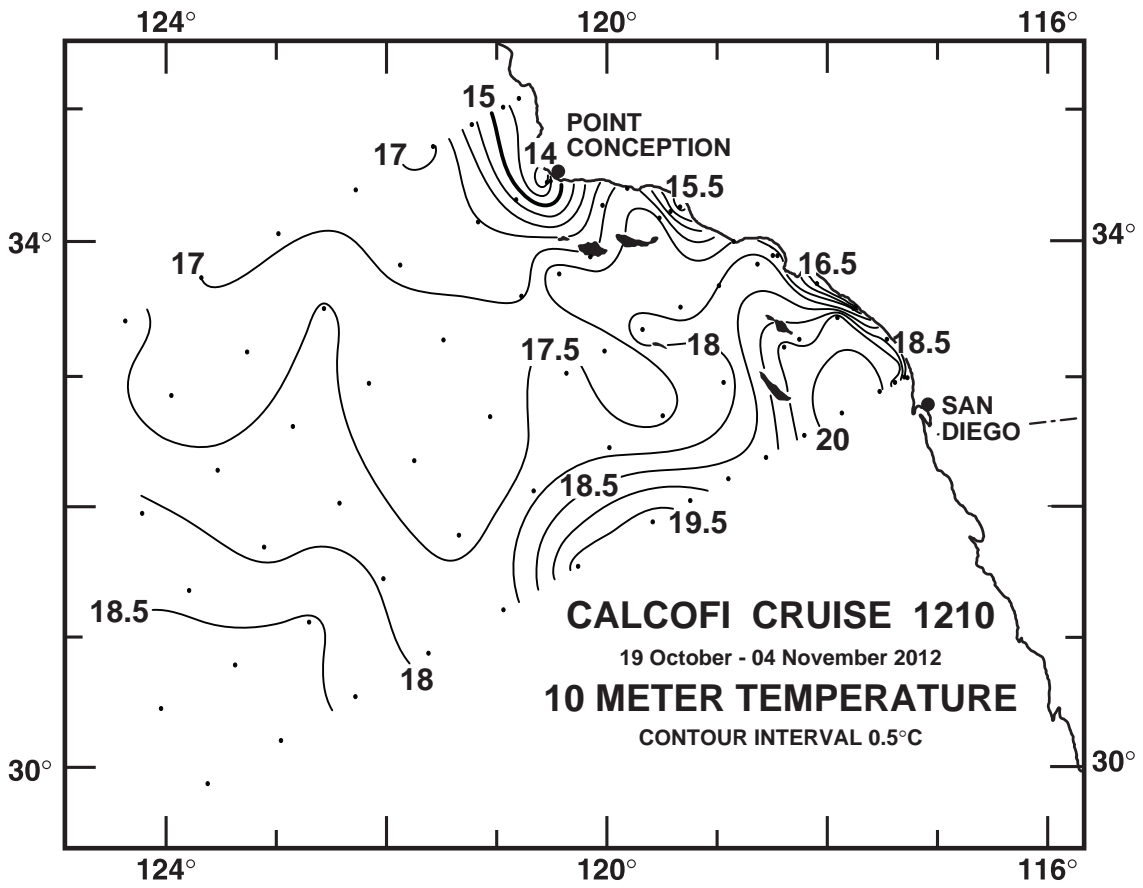 124° 120° 116°
15
POINT
CONCEPTION
17
14
15.5
34° 34°
17
16.5
17.5
18
18.5
SAN
DIEGO
20
18.5
19.5
18.5
CALCOFI CRUISE 1210
19 October - 04 November 2012
18
10 METER TEMPERATURE
CONTOUR INTERVAL 0.5°C
30° 30°
124° 120° 116°